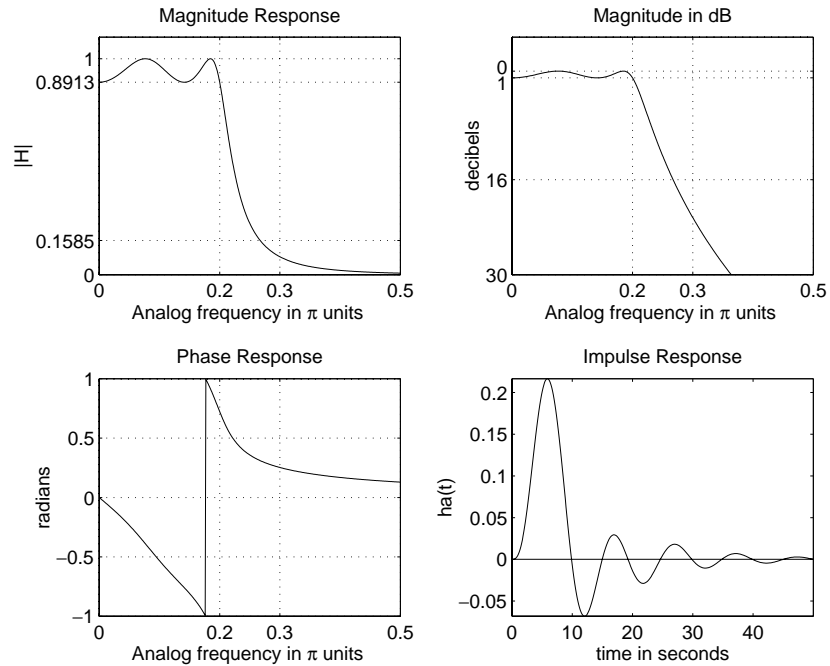 Magnitude Response
1
0.8913
|H|
0.1585
0
0 0.2 0.3 0.5
Analog frequency in π units
Magnitude in dB
0
1
decibels
16
30
0 0.2 0.3 0.5
Analog frequency in π units
Phase Response
1
0.5
radians
0
−0.5
−1
0 0.2 0.3 0.5
Analog frequency in π units
Impulse Response
0.2
0.15
0.1
ha(t)
0.05
0
−0.05
0 10 20 30 40
time in seconds